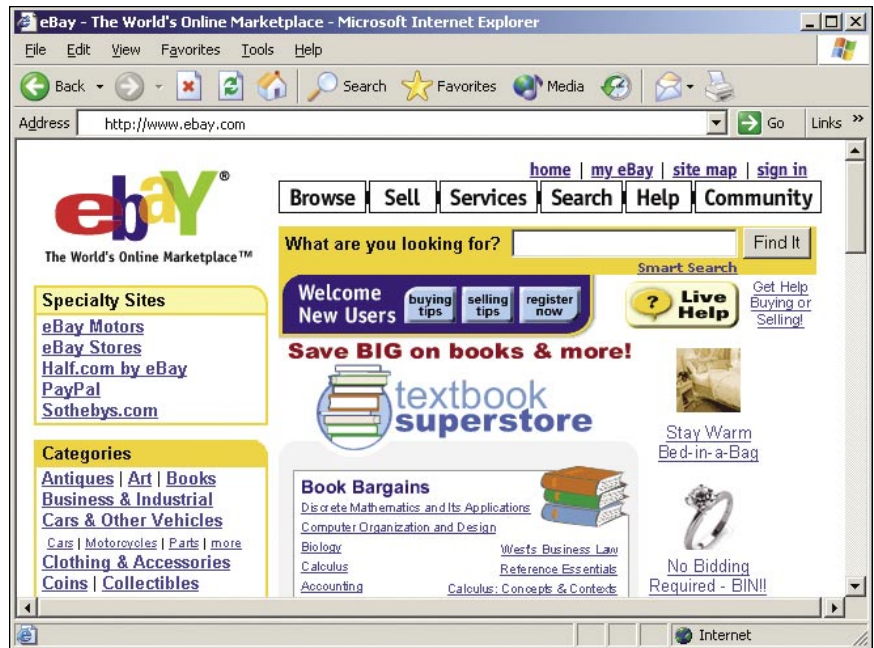 eBay - The World's Online Marketplace - Microsoft Internet Explorer
File Edit View Favorites Tools Help
Back Search Favorites Media
Address http://www.ebay.com Go Links »
home | my eBay | site map | sign in
ebaY®
The World's Online Marketplace™
Browse Sell Services Search Help Community
What are you looking for? Find It
Smart Search
Welcome
New Users
buying
tips
selling
tips
register
now
? Live
Help
Get Help
Buying or
Selling!
Specialty Sites
eBay Motors
eBay Stores
Half.com by eBay
PayPal
Sothebys.com
Categories
Antiques | Art | Books
Business & Industrial
Cars & Other Vehicles
Cars | Motorcycles | Parts | more
Clothing & Accessories
Coins | Collectibles
Save BIG on books & more!
textbook
superstore
Book Bargains
Discrete Mathematics and Its Applications
Computer Organization and Design
Biology
Calculus
Accounting
West's Business Law
Reference Essentials
Calculus: Concepts & Contexts
Stay Warm
Bed-in-a-Bag
No Bidding
Required - BIN!!
Internet